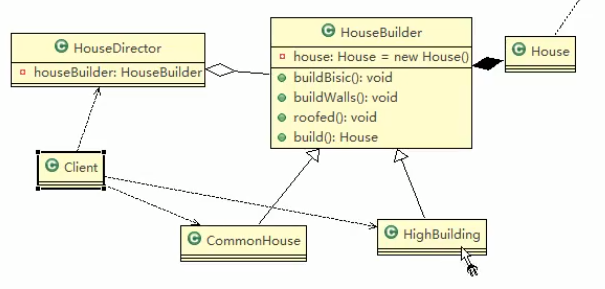 HouseDirector
houseBuilder: HouseBuilder
HouseBuilder
house: House = new House()
buildBisic(): void
buildWalls(): void
roofed(): void
build(): House
House
Client
CommonHouse
HighBuilding